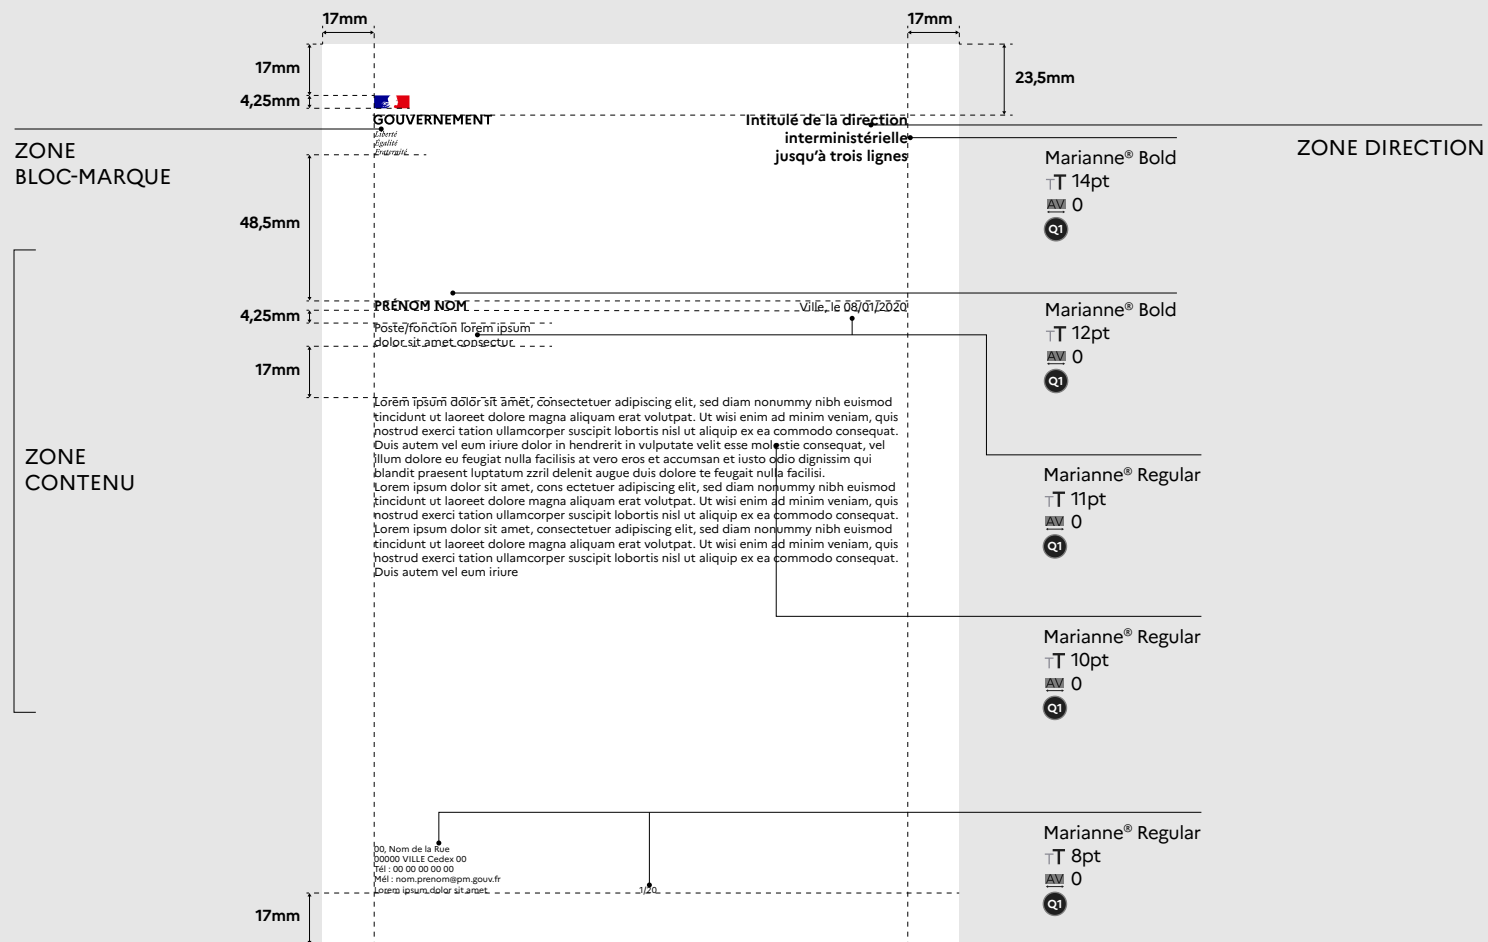 17mm
17mm
17mm
23,5mm
4,25mm
GOUVERNEMENT
Liberté
Égalité
Fraternité
Intitulé de la direction
interministérielle
jusqu'à trois lignes
ZONE
BLOC-MARQUE
ZONE DIRECTION
Marianne® Bold
TT 14pt
AV 0
Q1
48,5mm
PRÉNOM NOM
Ville, le 08/01/2020
4,25mm
Poste/fonction lorem ipsum
dolor sit amet consectur
Marianne® Bold
TT 12pt
AV 0
Q1
17mm
Lorem ipsum dolor sit amet, consectetuer adipiscing elit, sed diam nonummy nibh euismod
tincidunt ut laoreet dolore magna aliquam erat volutpat. Ut wisi enim ad minim veniam, quis
nostrud exerci tation ullamcorper suscipit lobortis nisl ut aliquip ex ea commodo consequat.
Duis autem vel eum iriure dolor in hendrerit in vulputate velit esse molestie consequat, vel
illum dolore eu feugiat nulla facilisis at vero eros et accumsan et iusto odio dignissim qui
blandit praesent luptatum zzril delenit augue duis dolore te feugait nulla facilisi.
Lorem ipsum dolor sit amet, cons ectetuer adipiscing elit, sed diam nonummy nibh euismod
tincidunt ut laoreet dolore magna aliquam erat volutpat. Ut wisi enim ad minim veniam, quis
nostrud exerci tation ullamcorper suscipit lobortis nisl ut aliquip ex ea commodo consequat.
Lorem ipsum dolor sit amet, consectetuer adipiscing elit, sed diam nonummy nibh euismod
tincidunt ut laoreet dolore magna aliquam erat volutpat. Ut wisi enim ad minim veniam, quis
nostrud exerci tation ullamcorper suscipit lobortis nisl ut aliquip ex ea commodo consequat.
Duis autem vel eum iriure
ZONE
CONTENU
Marianne® Regular
TT 11pt
AV 0
Q1
Marianne® Regular
TT 10pt
AV 0
Q1
Marianne® Regular
TT 8pt
AV 0
Q1
00, Nom de la Rue
00000 VILLE Cedex 00
Tél : 00 00 00 00 00
Mél : nom.prenom@pm.gouv.fr
Lorem ipsum dolor sit amet
1/20
17mm